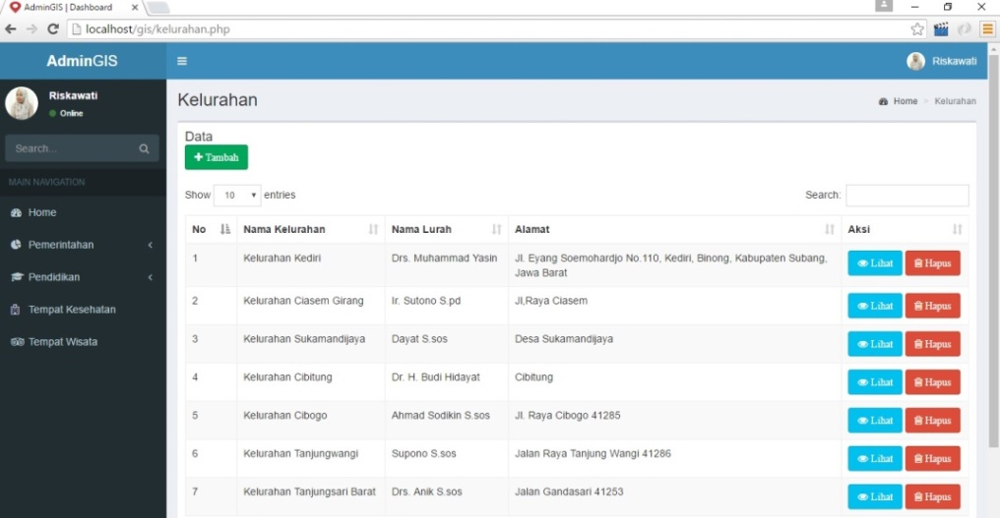 AdminGIS | Dashboard
localhost/gis/kelurahan.php
AdminGIS
Riskawati
Riskawati
Online
Search...
MAIN NAVIGATION
Home
Pemerintahan
Pendidikan
Tempat Kesehatan
Tempat Wisata
Kelurahan
Home > Kelurahan
Data
+ Tambah
Show 10 entries
Search:
No Nama Kelurahan Nama Lurah Alamat Aksi
1 Kelurahan Kediri Drs. Muhammad Yasin Jl. Eyang Soemohardjo No.110, Kediri, Binong, Kabupaten Subang,
Jawa Barat
Lihat Hapus
2 Kelurahan Ciasem Girang Ir. Sutono S.pd Jl,Raya Ciasem Lihat Hapus
3 Kelurahan Sukamandijaya Dayat S.sos Desa Sukamandijaya Lihat Hapus
4 Kelurahan Cibitung Dr. H. Budi Hidayat Cibitung Lihat Hapus
5 Kelurahan Cibogo Ahmad Sodikin S.sos Jl. Raya Cibogo 41285 Lihat Hapus
6 Kelurahan Tanjungwangi Supono S.sos Jalan Raya Tanjung Wangi 41286 Lihat Hapus
7 Kelurahan Tanjungsari Barat Drs. Anik S.sos Jalan Gandasari 41253 Lihat Hapus